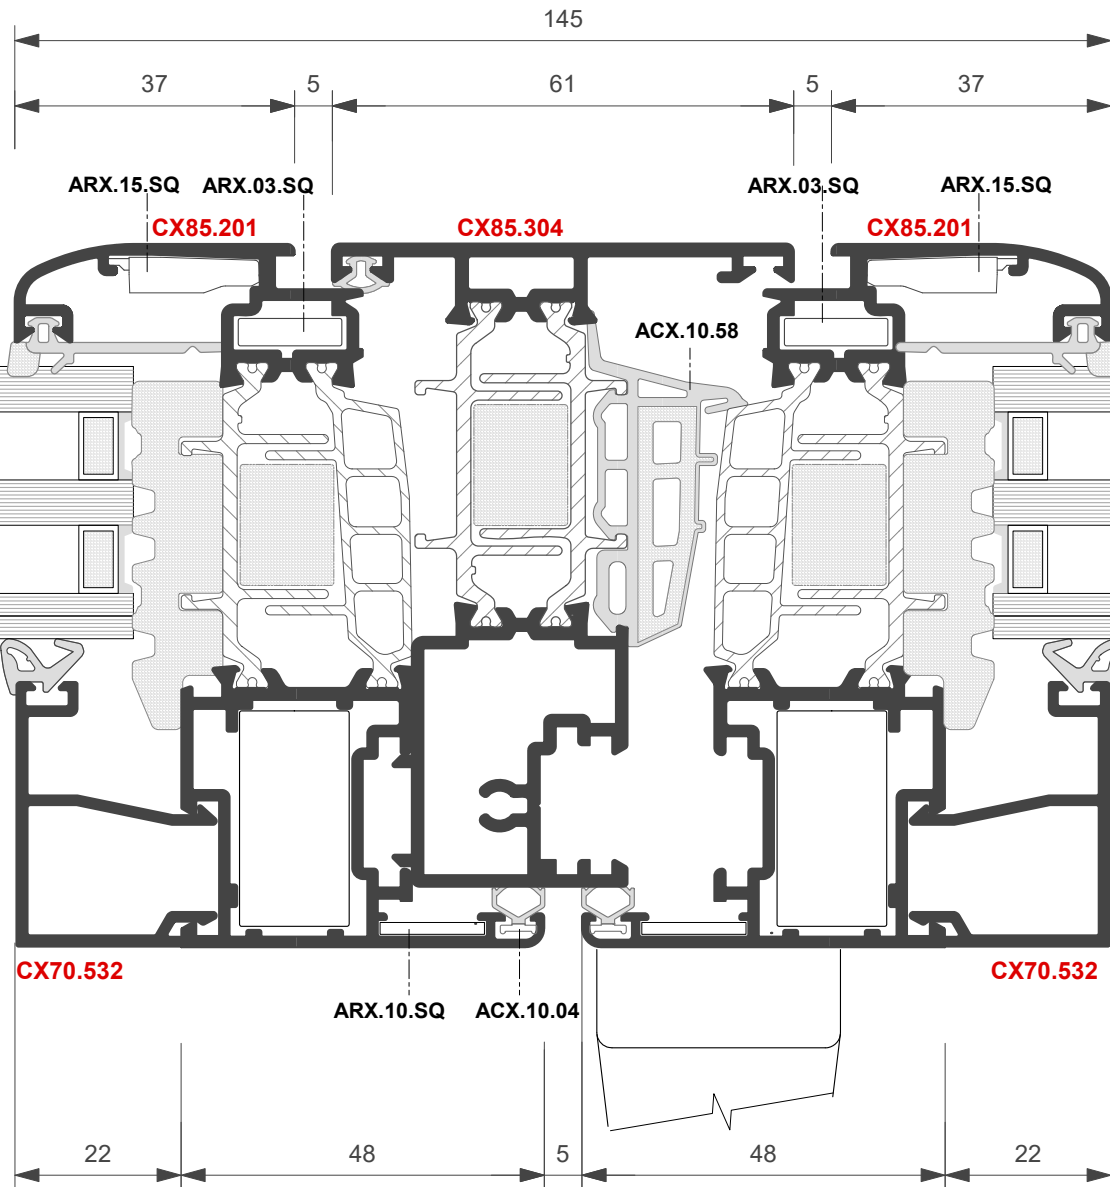 145
37 5 61 5 37
ARX.15.SQ ARX.03.SQ ARX.03.SQ ARX.15.SQ
CX85.201 CX85.304 CX85.201
ACX.10.58
CX70.532 CX70.532
ARX.10.SQ ACX.10.04
22 48 5 48 22